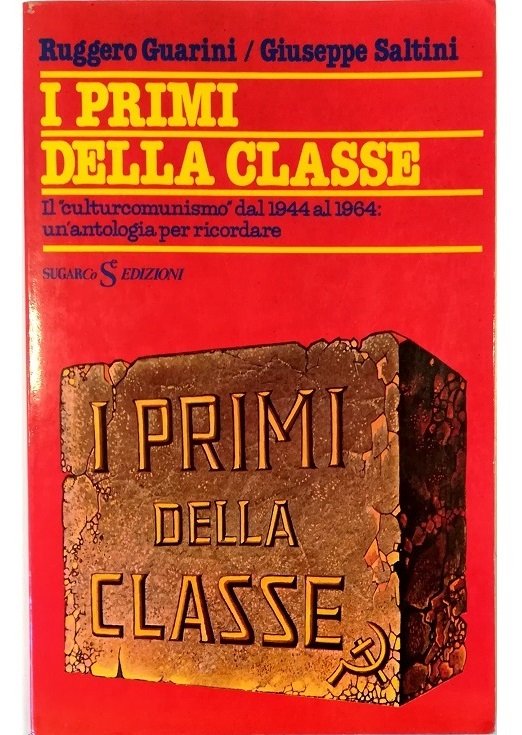 Ruggero Guarini / Giuseppe Saltini
I PRIMI
DELLA CLASSE
Il "culturcomunismo" dal 1944 al 1964:
un'antologia per ricordare
SUGARCo Se EDIZIONI
I PRIMI
DELLA
CLASSE